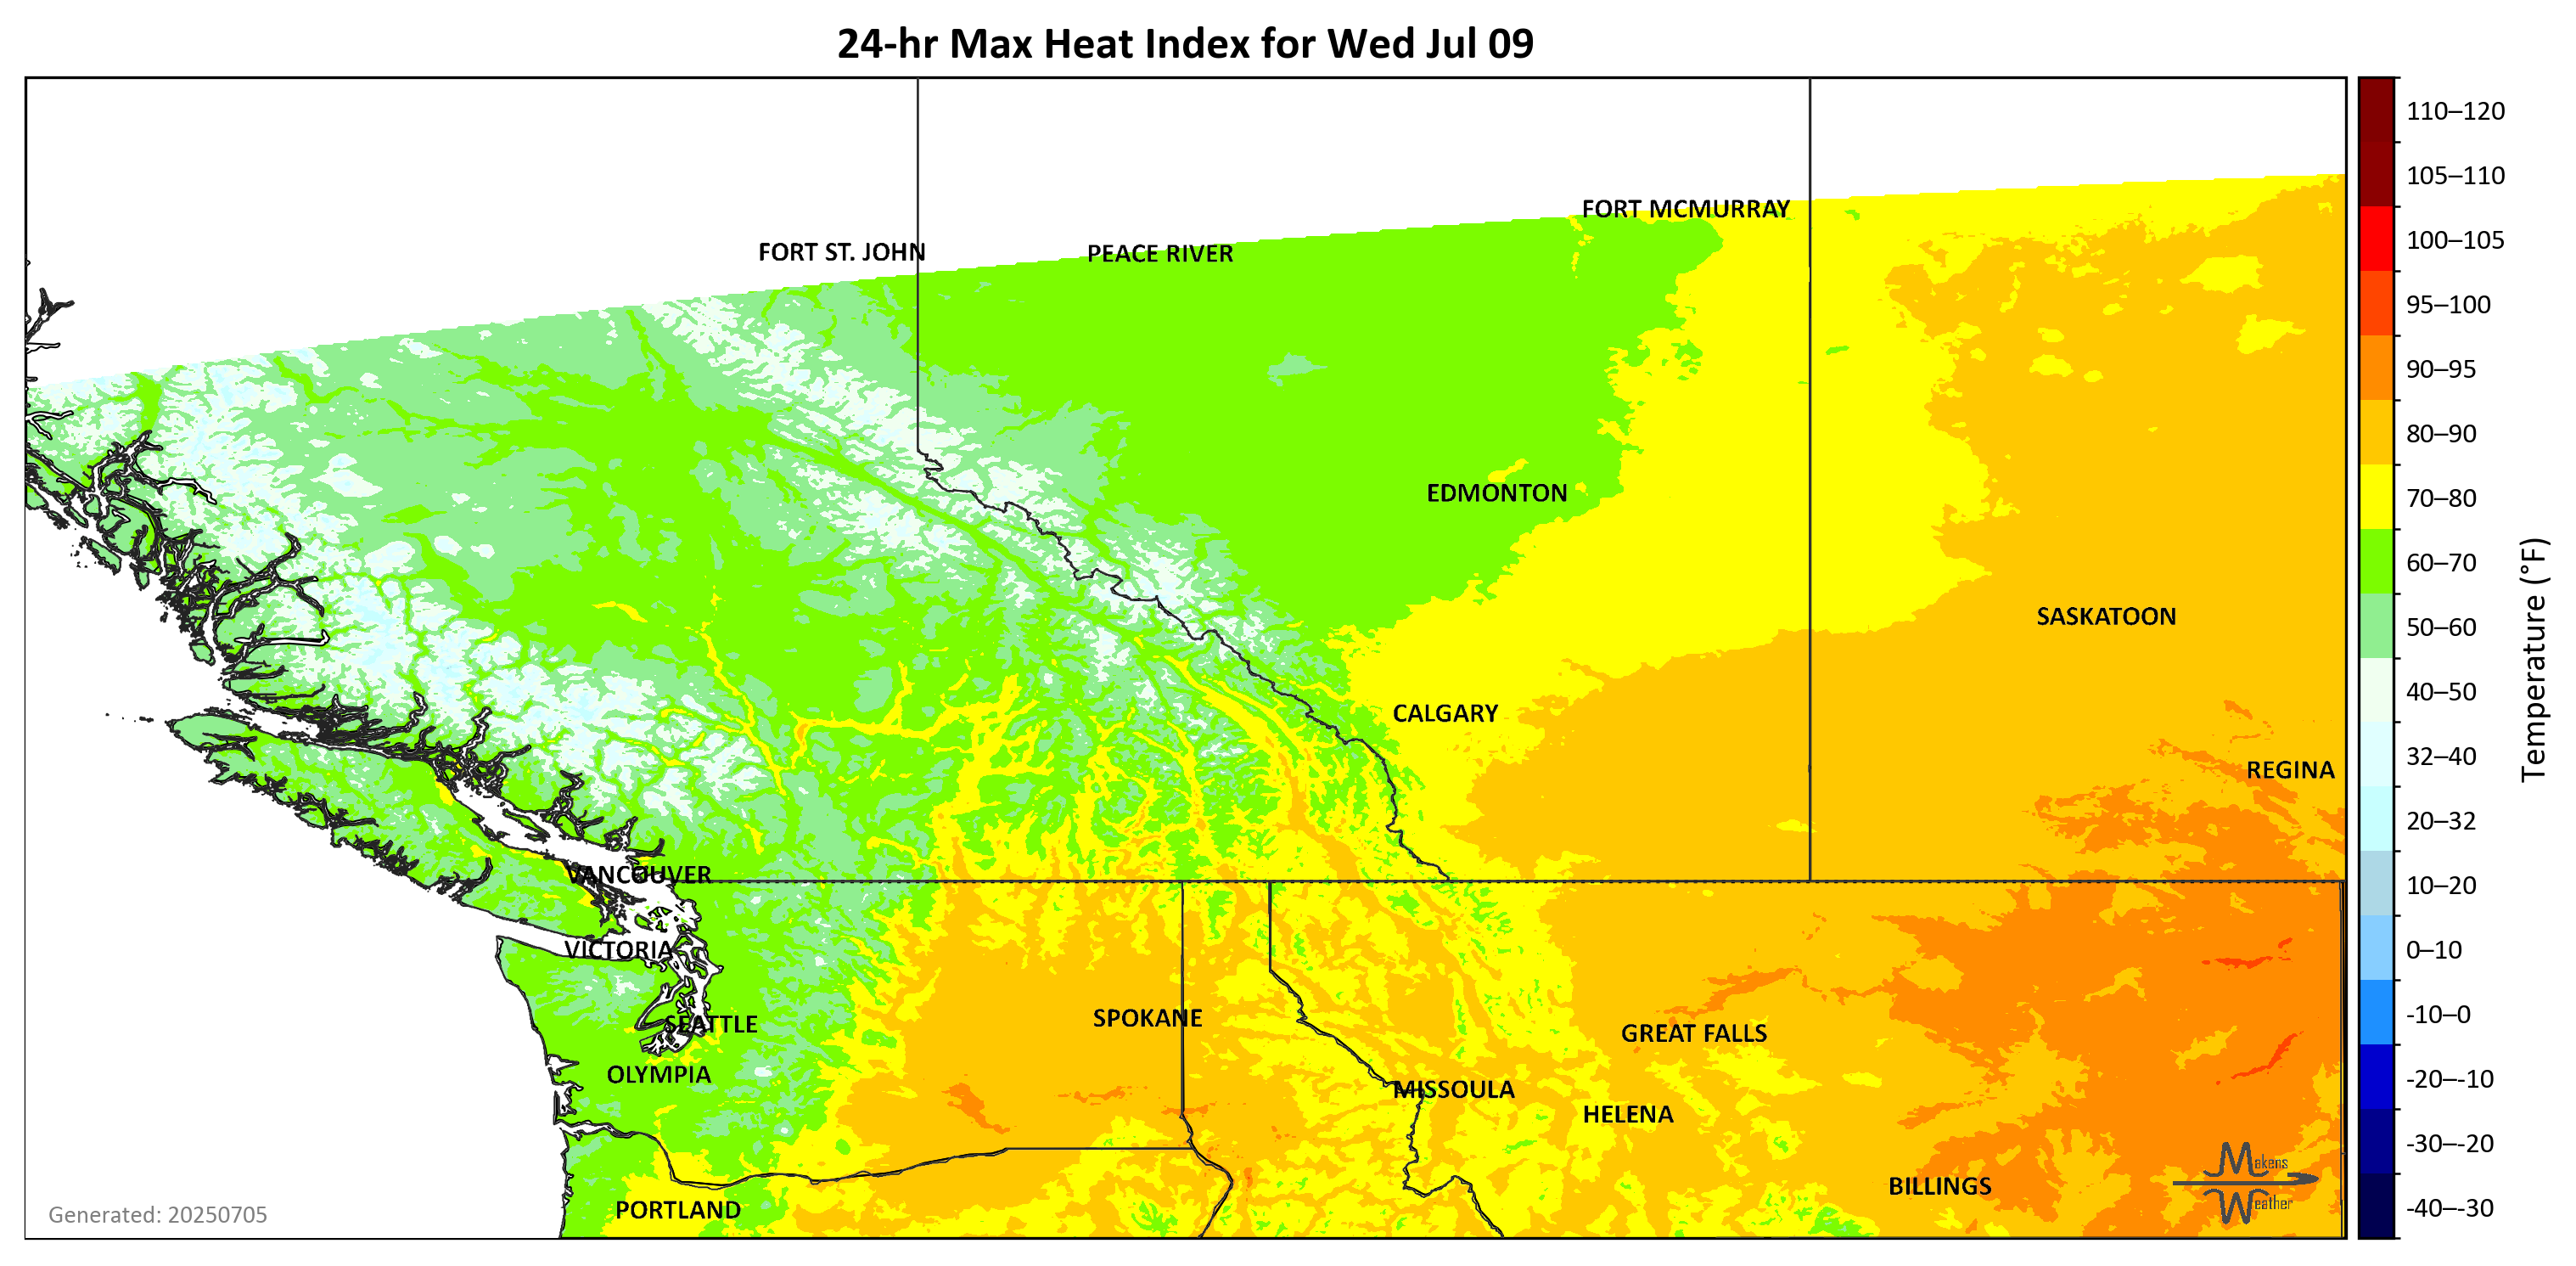 24-hr Max Heat Index for Wed Jul 09
110–120
105–110
FORT MCMURRAY
100–105
FORT ST. JOHN
PEACE RIVER
95–100
90–95
80–90
EDMONTON
70–80
60–70
SASKATOON
50–60
Temperature (°F)
40–50
CALGARY
32–40
REGINA
20–32
VANCOUVER
10–20
VICTORIA
0–10
SEATTLE
SPOKANE
GREAT FALLS
-10–0
OLYMPIA
MISSOULA
-20–-10
HELENA
-30–-20
Makens
BILLINGS
Weather
PORTLAND
-40–-30
Generated: 20250705